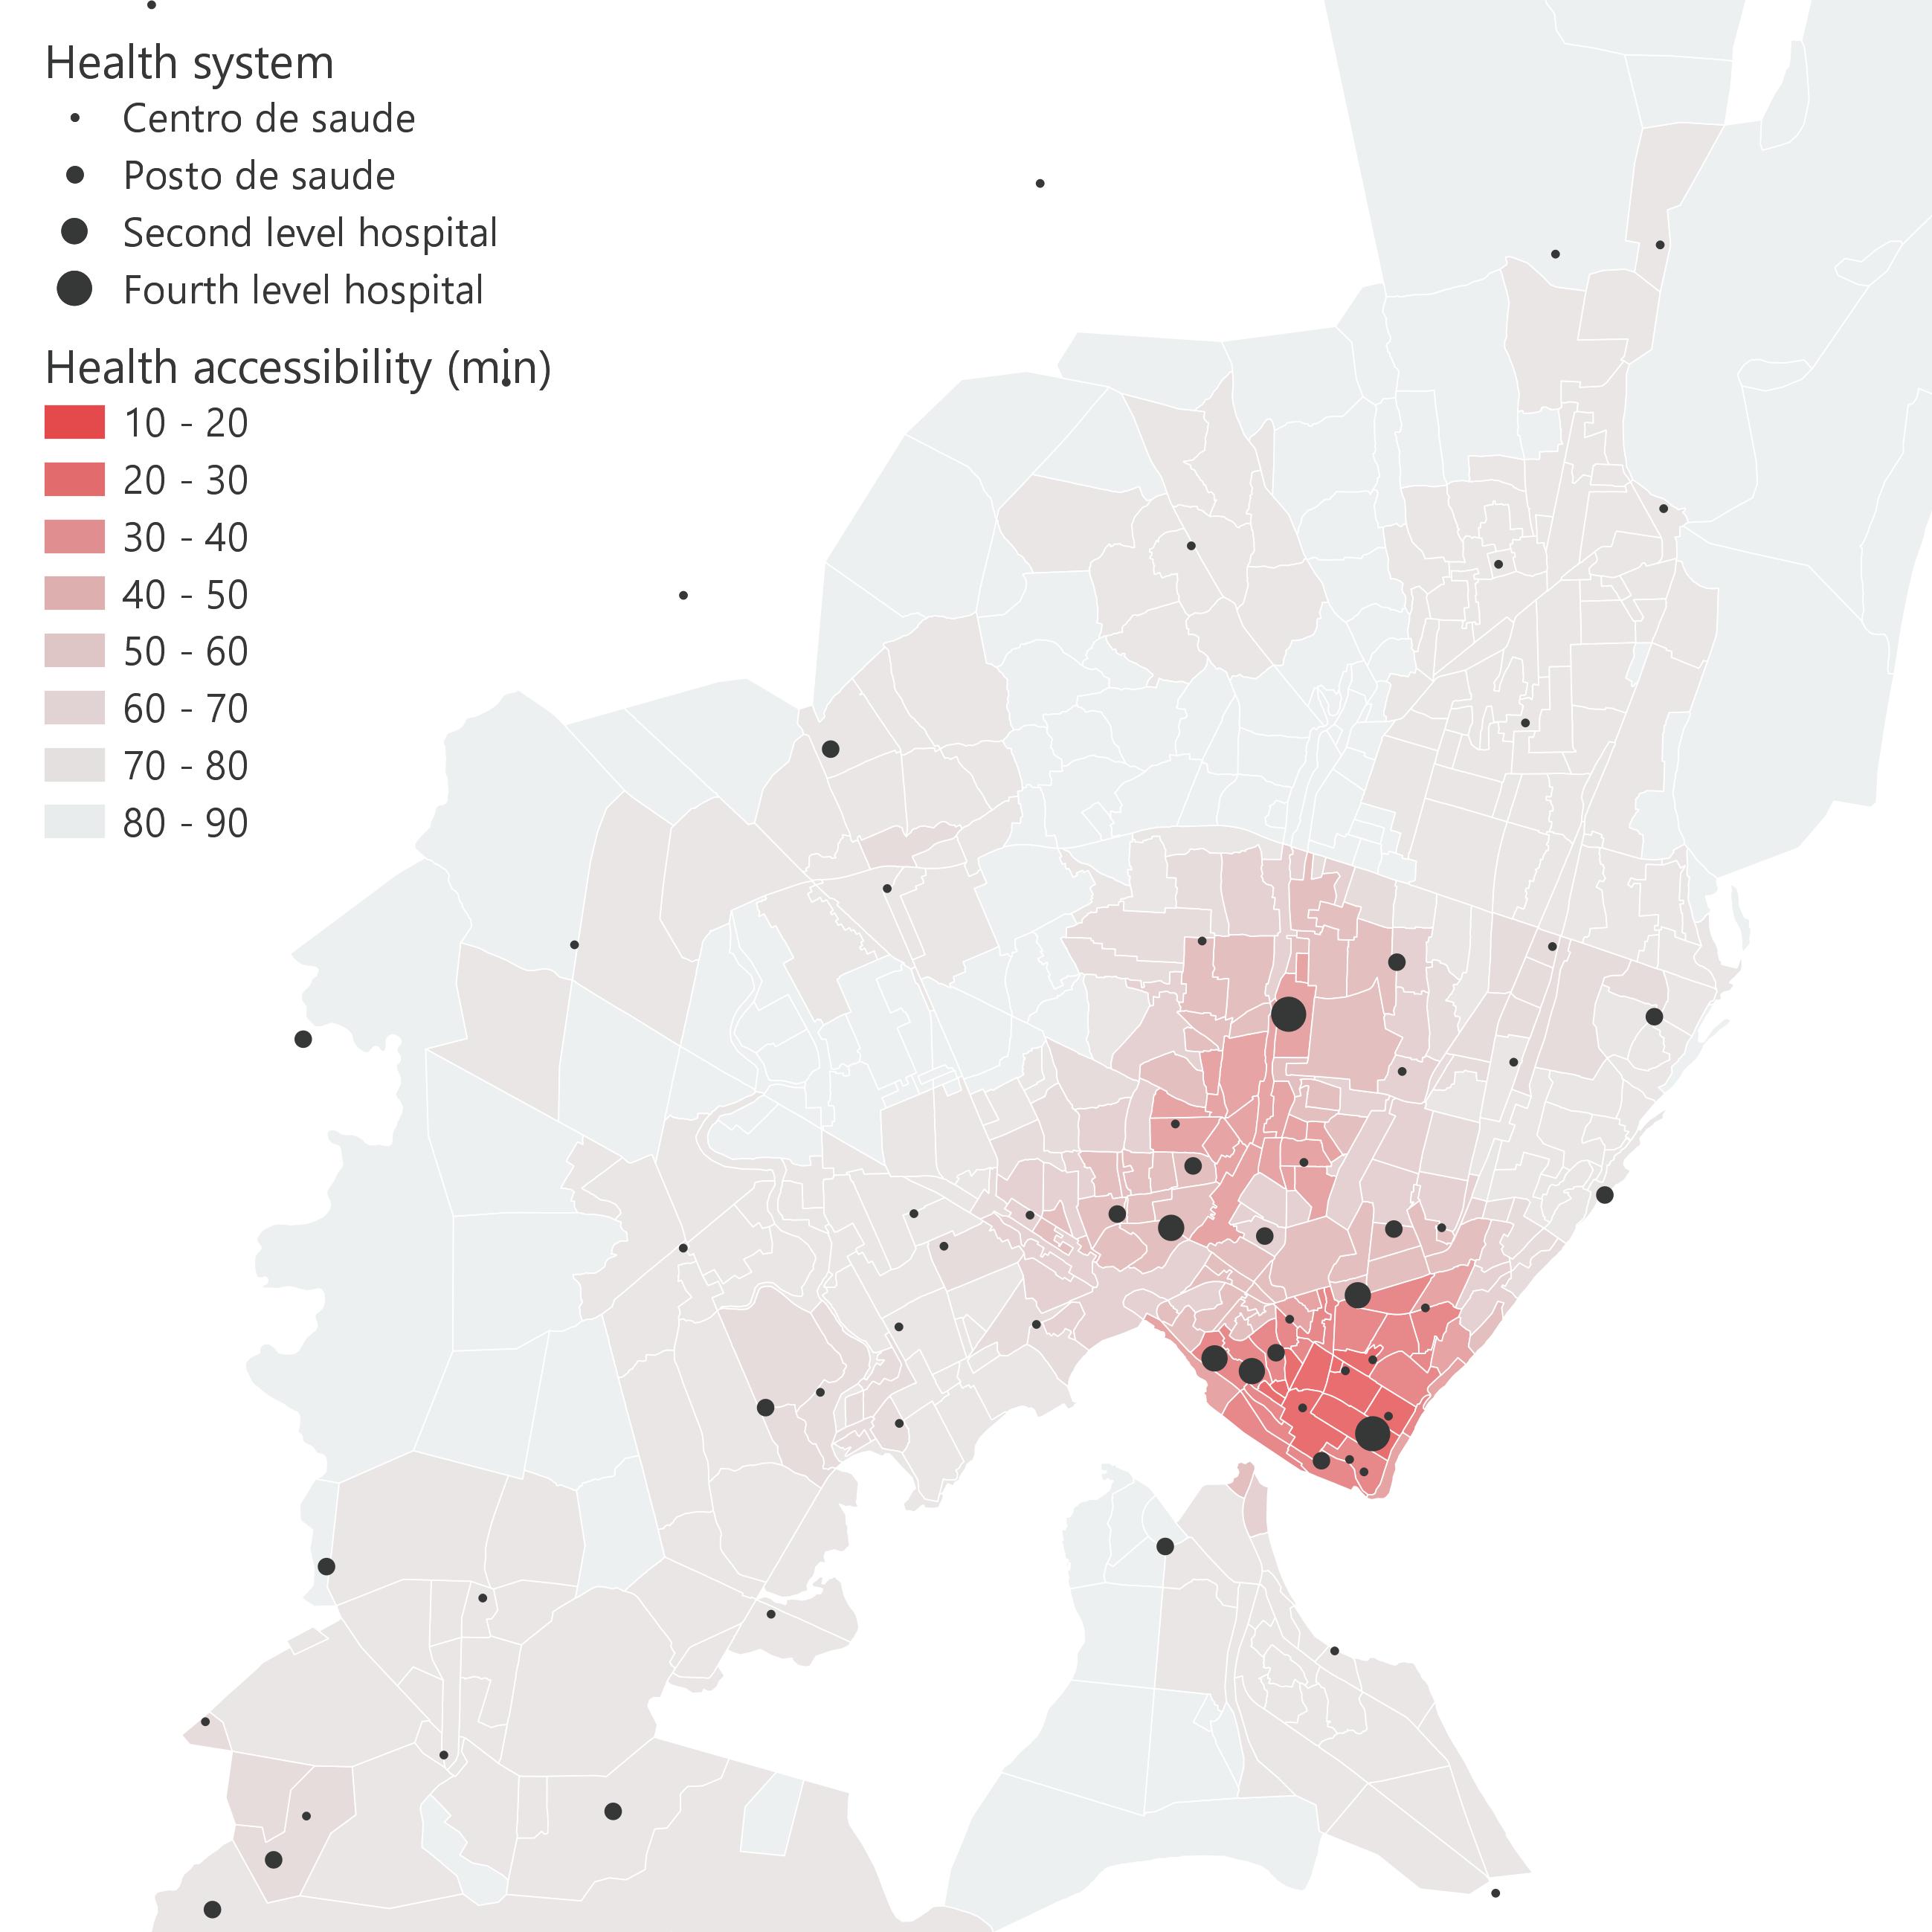 Health system
Centro de saude
Posto de saude
Second level hospital
Fourth level hospital
Health accessibility (min)
10 - 20
20 - 30
30 - 40
40 - 50
50 - 60
60 - 70
70 - 80
80 - 90